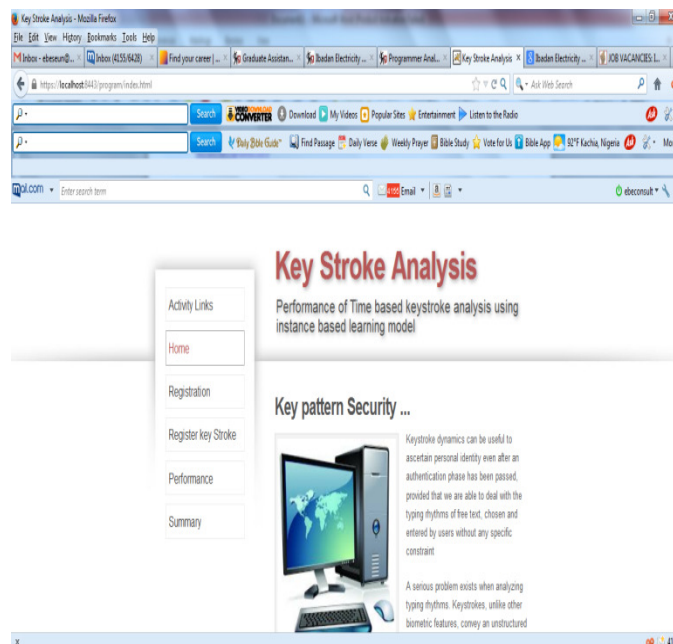 Key Stroke Analysis - Mozilla Firefox
File Edit View History Bookmarks Tools Help
Inbox - ebeseun@... Inbox (4155/6428) Find your career | ... Graduate Assistan... Ibadan Electricity ... Programmer Anal... Key Stroke Analysis Ibadan Electricity ... JOB VACANCIES: I...
https://localhost:8443/program/index.html Ask Web Search
Search VIDEO DOWNLOAD CONVERTER Download My Videos Popular Sites Entertainment Listen to the Radio
Search Daily Bible Guide Find Passage Daily Verse Weekly Prayer Bible Study Vote for Us Bible App 92°F Kachia, Nigeria Mo
mail.com Enter search term 4155 Email a ebeconsult
Key Stroke Analysis
Performance of Time based keystroke analysis using
instance based learning model
Activity Links
Home
Registration
Register key Stroke
Performance
Summary
Key pattern Security ...
Keystroke dynamics can be useful to
ascertain personal identity even after an
authentication phase has been passed,
provided that we are able to deal with the
typing rhythms of free text, chosen and
entered by users without any specific
constraint
A serious problem exists when analyzing
typing rhythms. Keystrokes, unlike other
biometric features, convey an unstructured
x